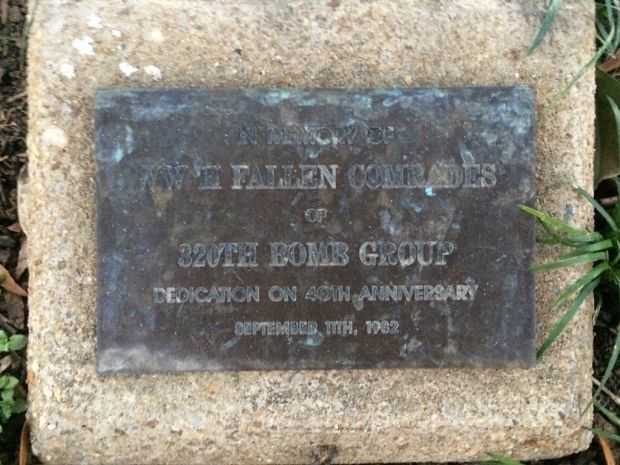 IN MEMORY OF
WW II FALLEN COMRADES
OF
320TH BOMB GROUP
DEDICATION ON 40TH ANNIVERSARY
SEPTEMBER 11TH, 1982